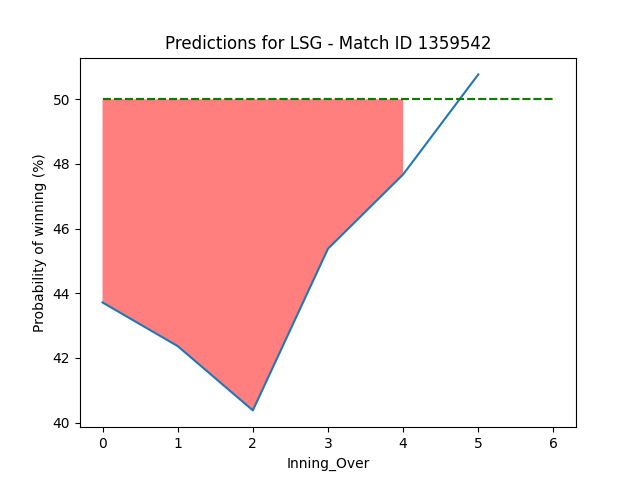 Predictions for LSG - Match ID 1359542
Probability of winning (%)
50
48
46
44
42
40
0 1 2 3 4 5 6
Inning_Over